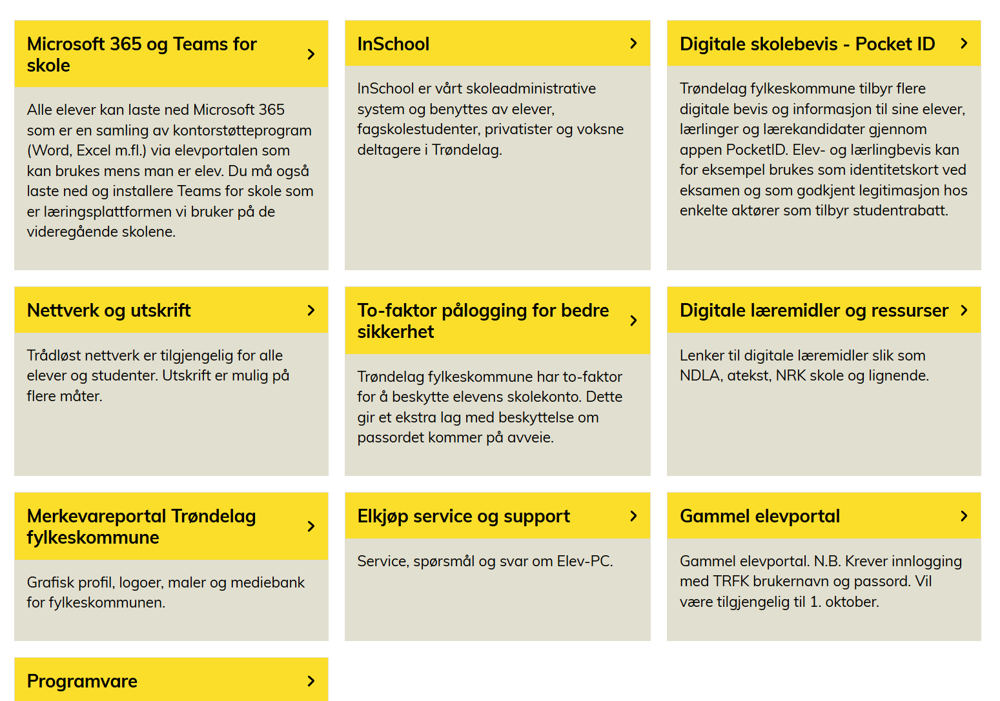 Microsoft 365 og Teams for
skole
Alle elever kan laste ned Microsoft 365
som er en samling av kontorstøtteprogram
(Word, Excel m.fl.) via elevportalen som
kan brukes mens man er elev. Du må også
laste ned og installere Teams for skole som
er læringsplattformen vi bruker på de
videregående skolene.
InSchool
InSchool er vårt skoleadministrative
system og benyttes av elever,
fagskolestudenter, privatister og voksne
deltagere i Trøndelag.
Digitale skolebevis - Pocket ID
Trøndelag fylkeskommune tilbyr flere
digitale bevis og informasjon til sine elever,
lærlinger og lærekandidater gjennom
appen PocketID. Elev- og lærlingbevis kan
for eksempel brukes som identitetskort ved
eksamen og som godkjent legitimasjon hos
enkelte aktører som tilbyr studentrabatt.
Nettverk og utskrift
Trådløst nettverk er tilgjengelig for alle
elever og studenter. Utskrift er mulig på
flere måter.
To-faktor pålogging for bedre
sikkerhet
Trøndelag fylkeskommune har to-faktor
for å beskytte elevens skolekonto. Dette
gir et ekstra lag med beskyttelse om
passordet kommer på avveie.
Digitale læremidler og ressurser
Lenker til digitale læremidler slik som
NDLA, atekst, NRK skole og lignende.
Merkevareportal Trøndelag
fylkeskommune
Grafisk profil, logoer, maler og mediebank
for fylkeskommunen.
Elkjøp service og support
Service, spørsmål og svar om Elev-PC.
Gammel elevportal
Gammel elevportal. N.B. Krever innlogging
med TRFK brukernavn og passord. Vil
være tilgjengelig til 1. oktober.
Programvare